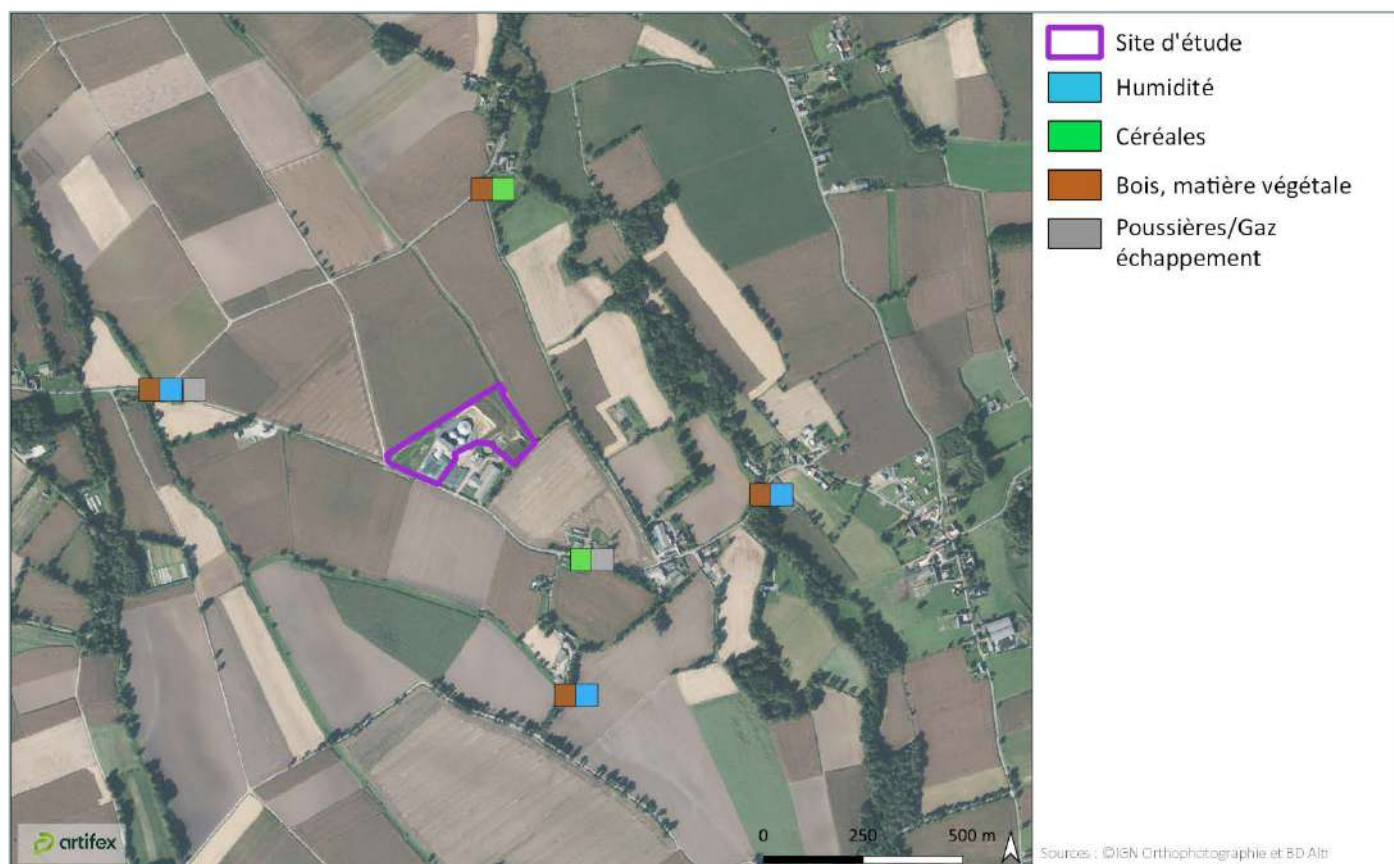 Site d'étude
Humidité
Céréales
Bois, matière végétale
Poussières/Gaz
échappement
artifex
0 250 500 m
Sources : ©IGN Orthophotographie et BD Alti